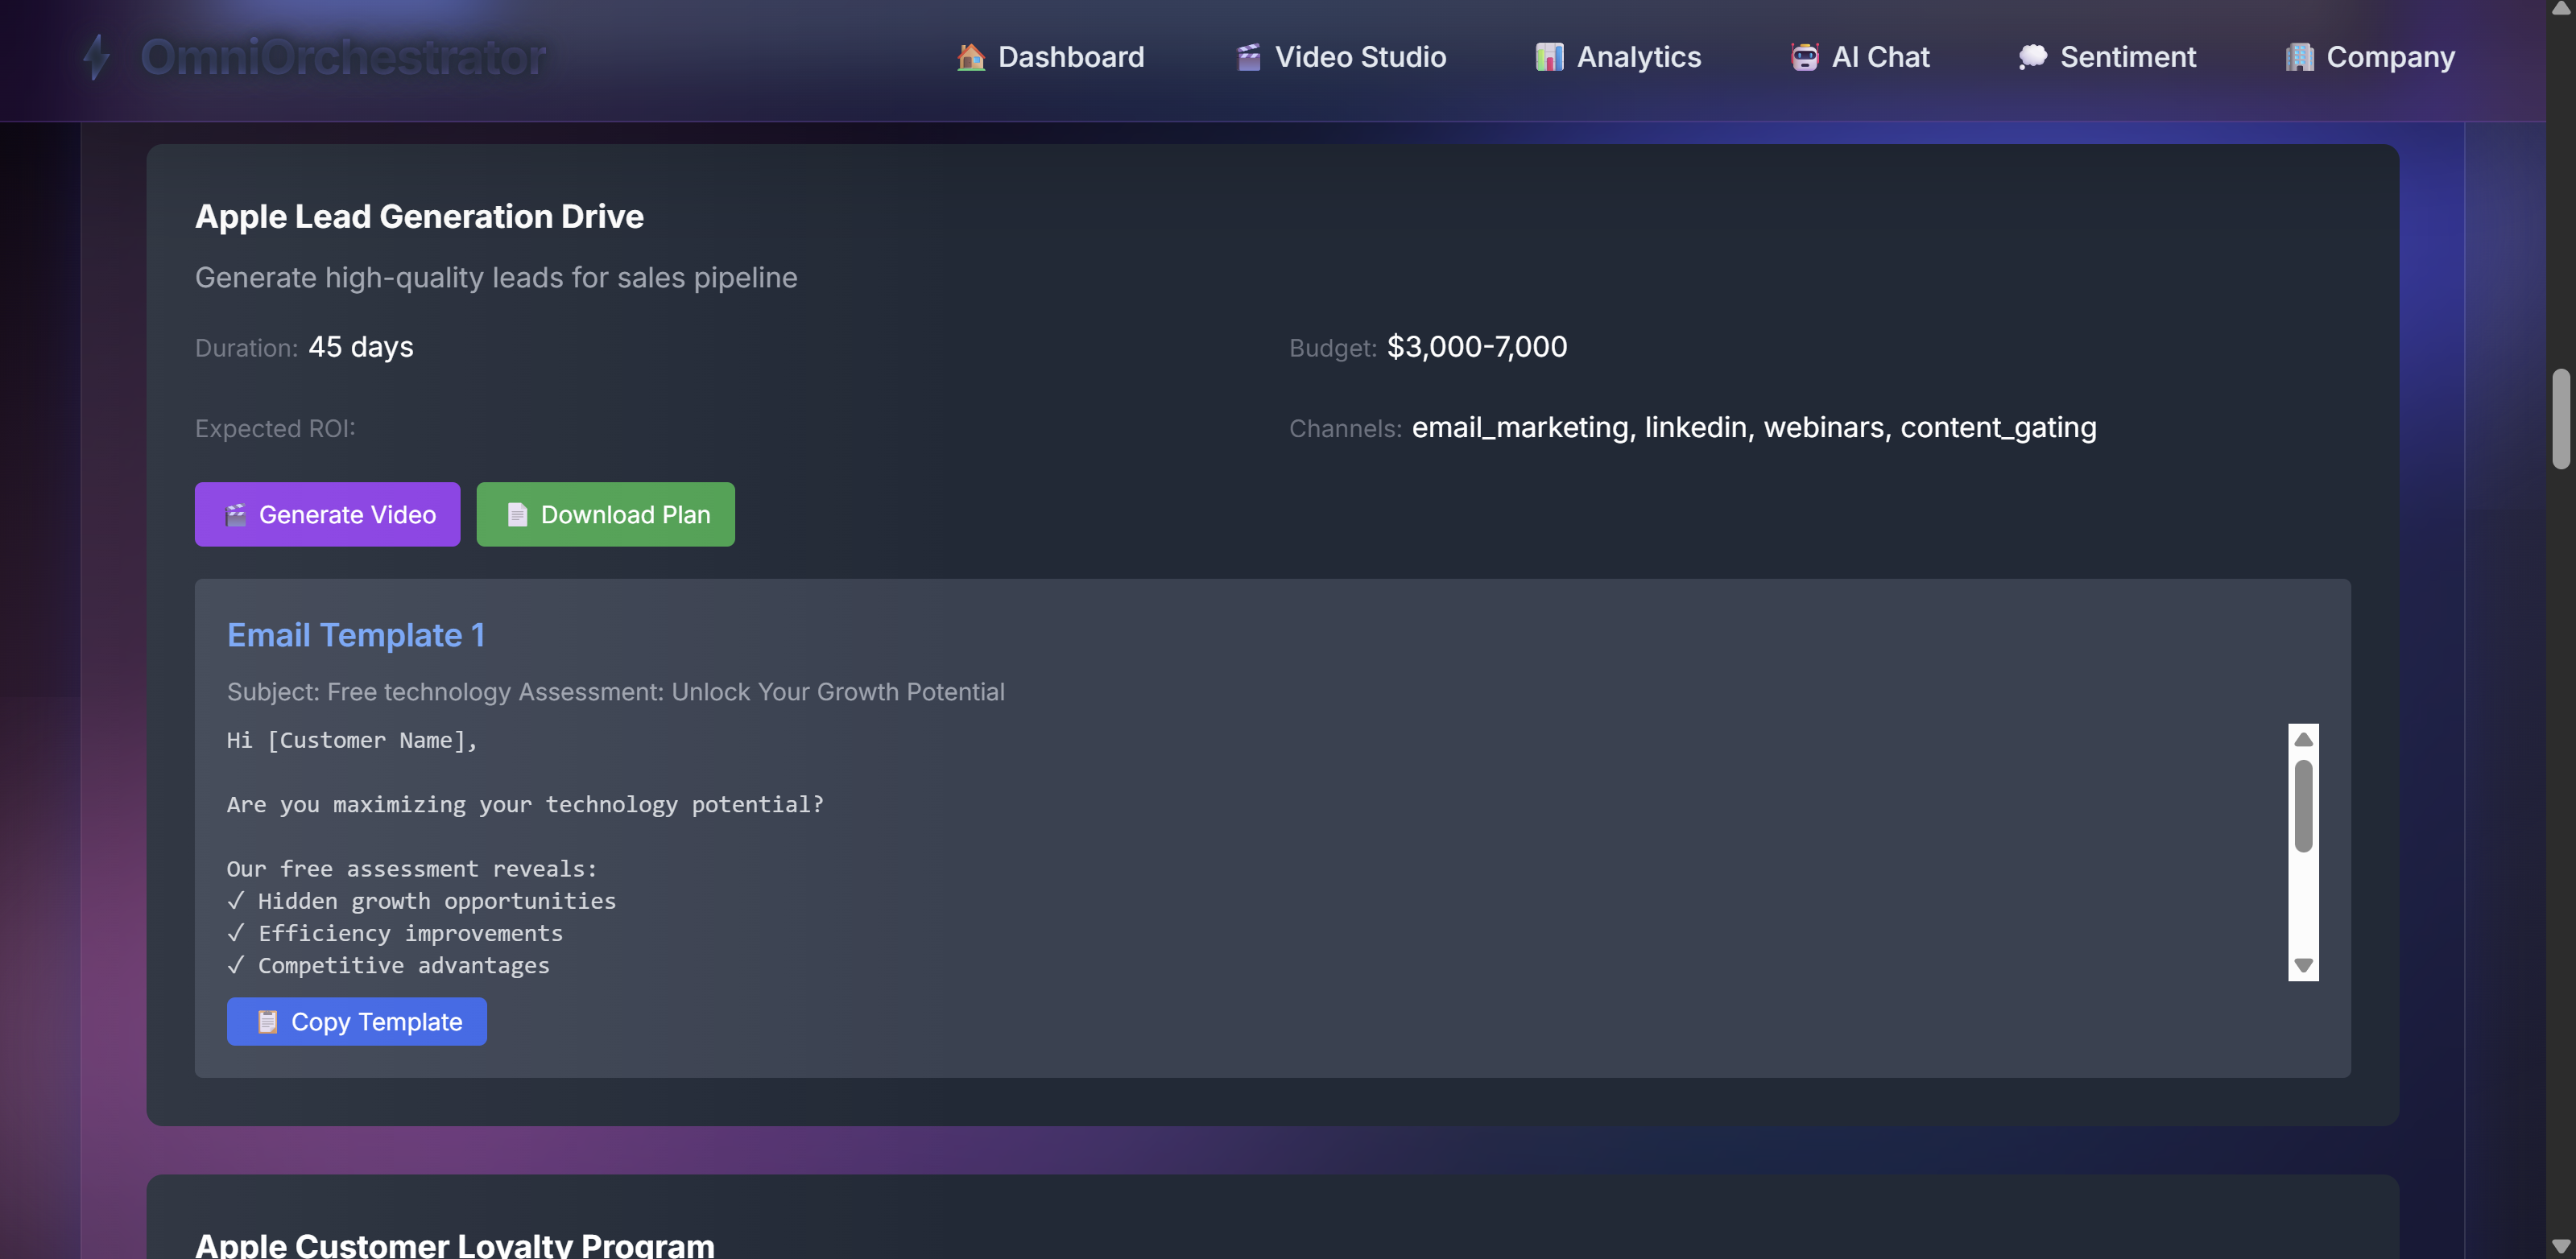 OmniOrchestrator
Dashboard
Video Studio
Analytics
AI Chat
Sentiment
Company
Apple Lead Generation Drive
Generate high-quality leads for sales pipeline
Duration: 45 days
Budget: $3,000-7,000
Expected ROI:
Channels: email_marketing, linkedin, webinars, content_gating
Generate Video
Download Plan
Email Template 1
Subject: Free technology Assessment: Unlock Your Growth Potential
Hi [Customer Name],
Are you maximizing your technology potential?
Our free assessment reveals:
✓ Hidden growth opportunities
✓ Efficiency improvements
✓ Competitive advantages
Copy Template
Apple Customer Loyalty Program